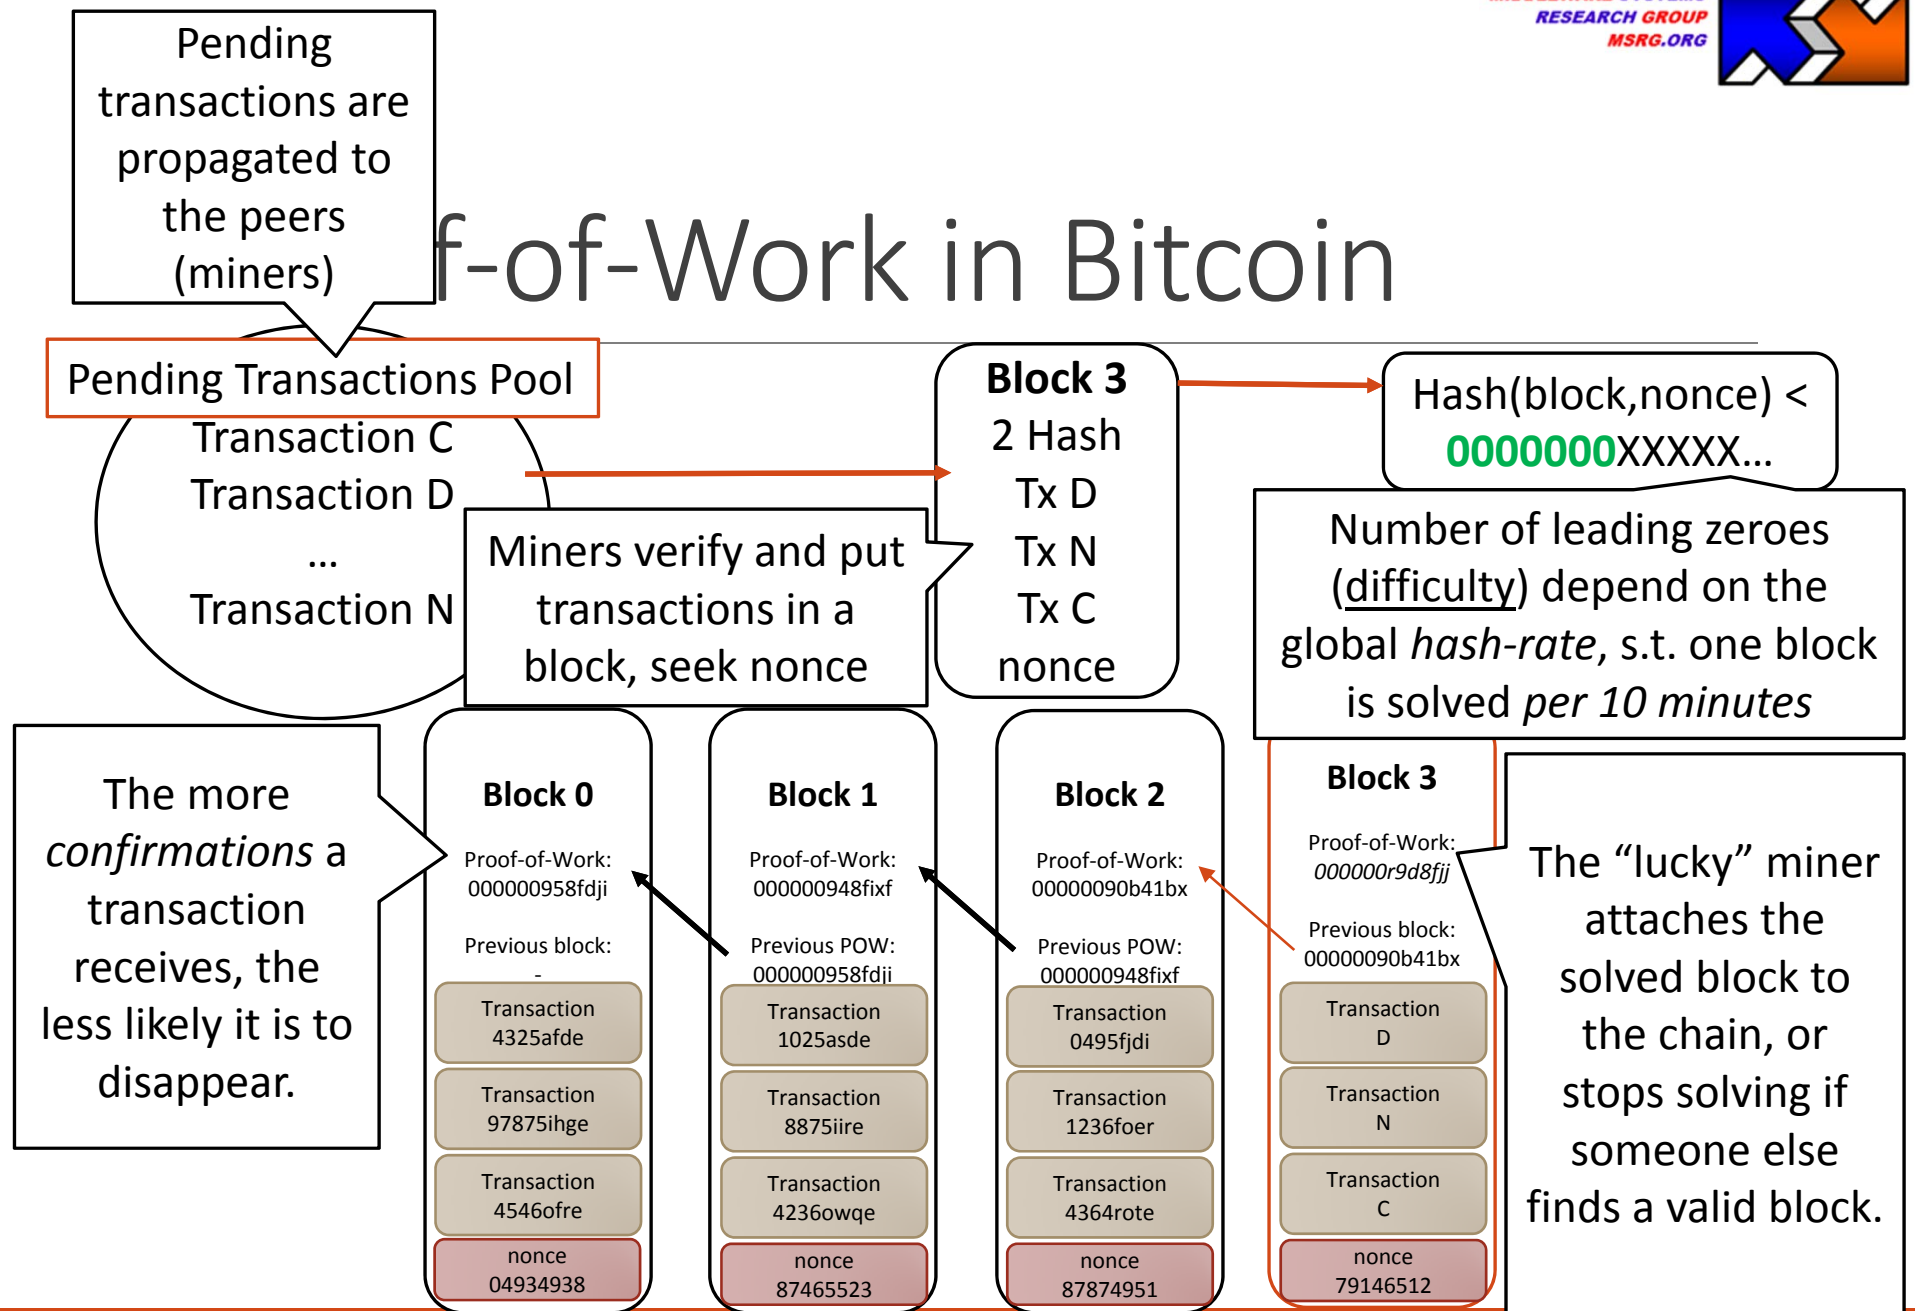 RESEARCH GROUP
MSRG.ORG
Pending
transactions are
propagated to
the peers
(miners)
f-of-Work in Bitcoin
Pending Transactions Pool
Transaction C
Transaction D
...
Transaction N
Block 3
2 Hash
Tx D
Tx N
Tx C
nonce
Hash(block,nonce) <
0000000XXXXX...
Miners verify and put
transactions in a
block, seek nonce
Number of leading zeroes
(difficulty) depend on the
global hash-rate, s.t. one block
is solved per 10 minutes
The more
confirmations a
transaction
receives, the
less likely it is to
disappear.
Block 0
Proof-of-Work:
000000958fdji
Previous block:
-
Transaction
4325afde
Transaction
97875ihge
Transaction
4546ofre
nonce
04934938
Block 1
Proof-of-Work:
000000948fixf
Previous POW:
000000958fdji
Transaction
1025asde
Transaction
8875iire
Transaction
4236owqe
nonce
87465523
Block 2
Proof-of-Work:
00000090b41bx
Previous POW:
000000948fixf
Transaction
0495fjdi
Transaction
1236foer
Transaction
4364rote
nonce
87874951
Block 3
Proof-of-Work:
000000r9d8fjj
Previous block:
00000090b41bx
Transaction
D
Transaction
N
Transaction
C
nonce
79146512
The “lucky” miner
attaches the
solved block to
the chain, or
stops solving if
someone else
finds a valid block.